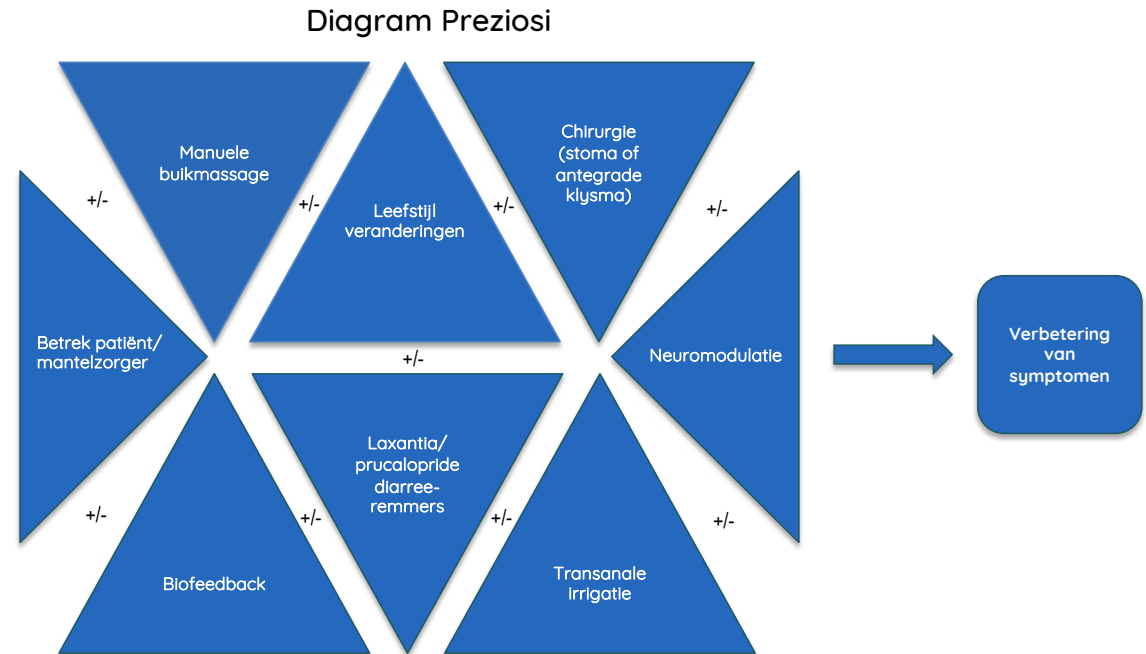 Diagram Preziosi
Manuele
buikmassage
+/-
+/-
Leefstijl
veranderingen
+/-
Chirurgie
(stoma of
antegrade
klysma)
+/-
Betrek patiënt/
mantelzorger
+/-
Neuromodulatie
Verbetering
van
symptomen
+/-
Biofeedback
+/-
Laxantia/
prucalopride
diarree-
remmers
+/-
Transanale
irrigatie
+/-